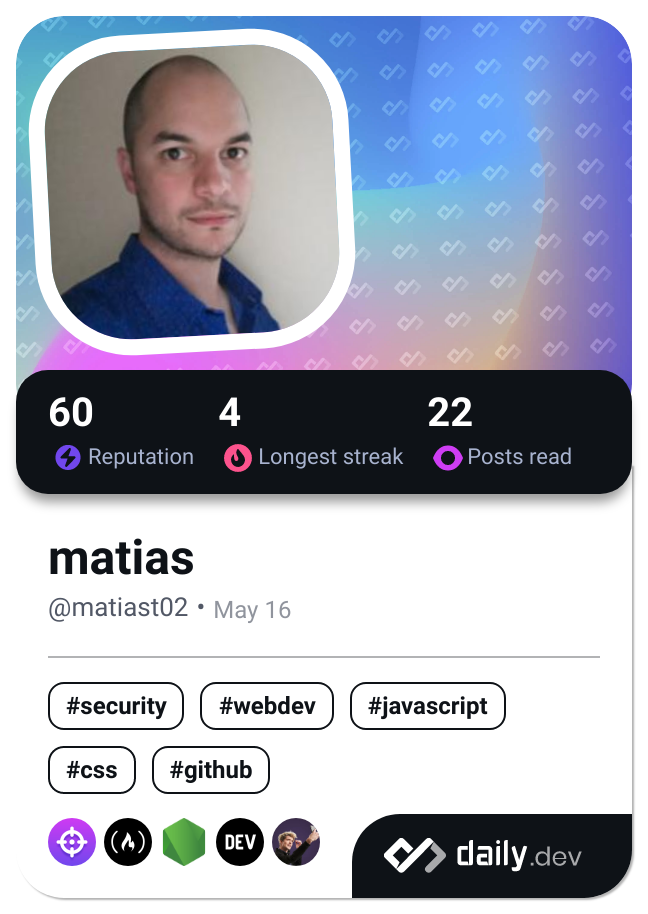 60 4 22
Reputation Longest streak Posts read
matias
@matiast02 • May 16
#security #webdev #javascript
#css #github
DEV
daily.dev